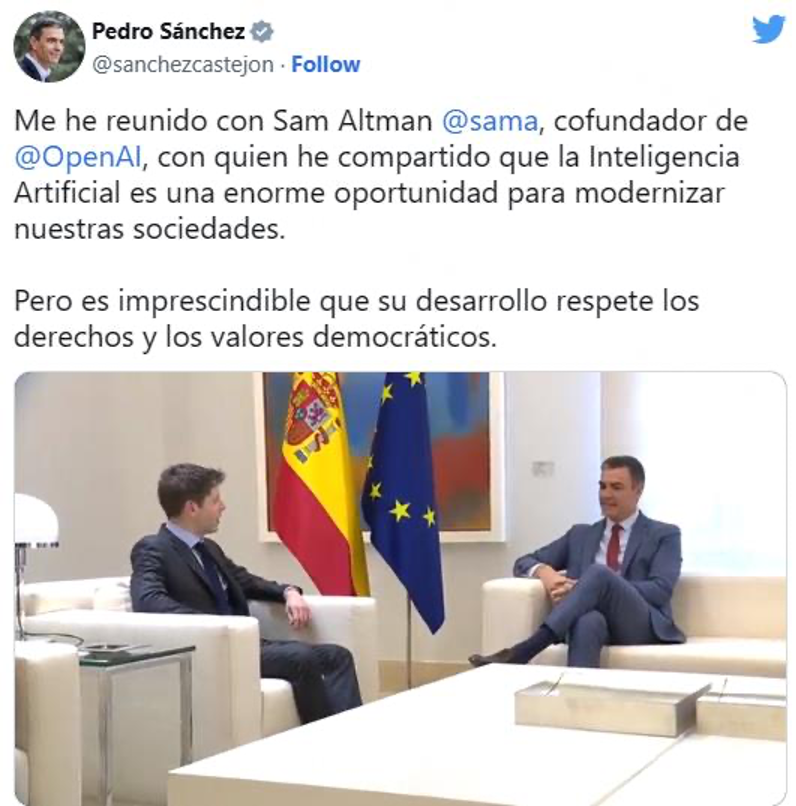 Pedro Sánchez
@sanchezcastejon · Follow
Me he reunido con Sam Altman @sama, cofundador de
@OpenAI, con quien he compartido que la Inteligencia
Artificial es una enorme oportunidad para modernizar
nuestras sociedades.
Pero es imprescindible que su desarrollo respete los
derechos y los valores democráticos.